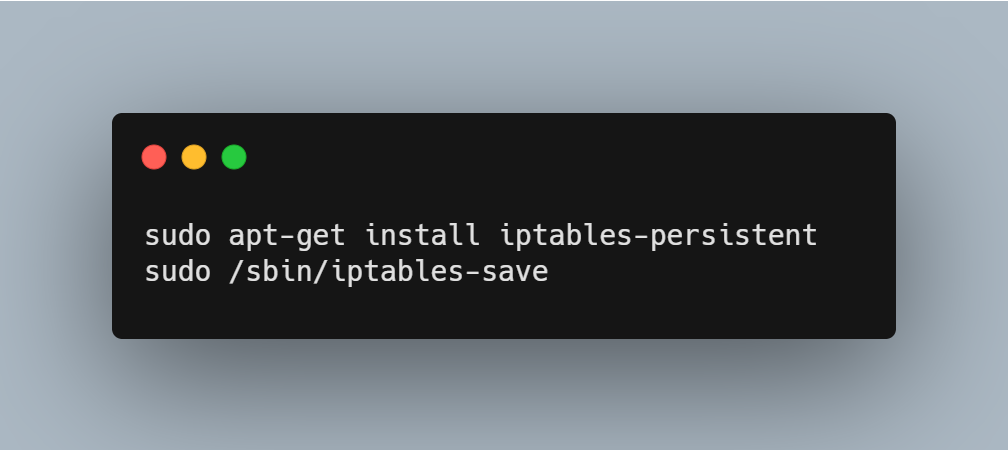 sudo apt-get install iptables-persistent
sudo /sbin/iptables-save